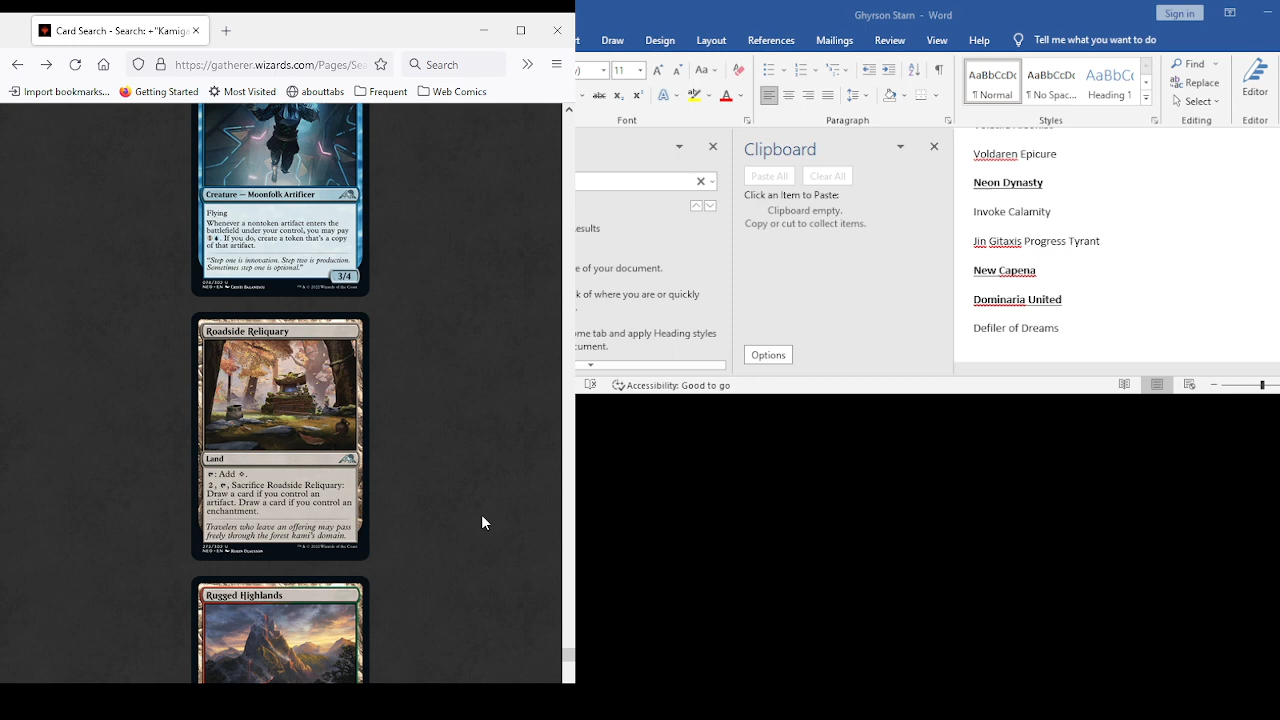 Card Search - Search: +"Kamiga
https://gatherer.wizards.com/Pages/Sea
Search
Import bookmarks...
Getting Started
Most Visited
abouttabs
Frequent
Web Comics
Creature — Moonfolk Artificer
Flying
Whenever a nontoken artifact enters the
battlefield under your control, you may pay
. If you do, create a token that's a copy
of that artifact.
"Step one is innovation. Step two is production.
Sometimes step one is optional."
3/4
Roadside Reliquary
Land
: Add .
2, , Sacrifice Roadside Reliquary:
Draw a card if you control an
artifact. Draw a card if you control an
enchantment.
Travelers who leave an offering may pass
freely through the forest kami's domain.
Rugged Highlands
Ghyrson Starn - Word
Sign in
Draw
Design
Layout
References
Mailings
Review
View
Help
Tell me what you want to do
11
Aa
abc
x₂
x²
A
ab
A
Font
Paragraph
AaBbCcDc
¶ Normal
AaBbCcDc
¶ No Spac...
AaBbC
Heading 1
Styles
Find
Replace
Select
Editing
Editor
Editor
esults
e of your document.
k of where you are or quickly
ome tab and apply Heading styles
cument.
Clipboard
Paste All
Clear All
Click an Item to Paste:
Clipboard empty.
Copy or cut to collect items.
Options
Voldaren Epicure
Neon Dynasty
Invoke Calamity
Jin Gitaxis Progress Tyrant
New Capena
Dominaria United
Defiler of Dreams
Accessibility: Good to go